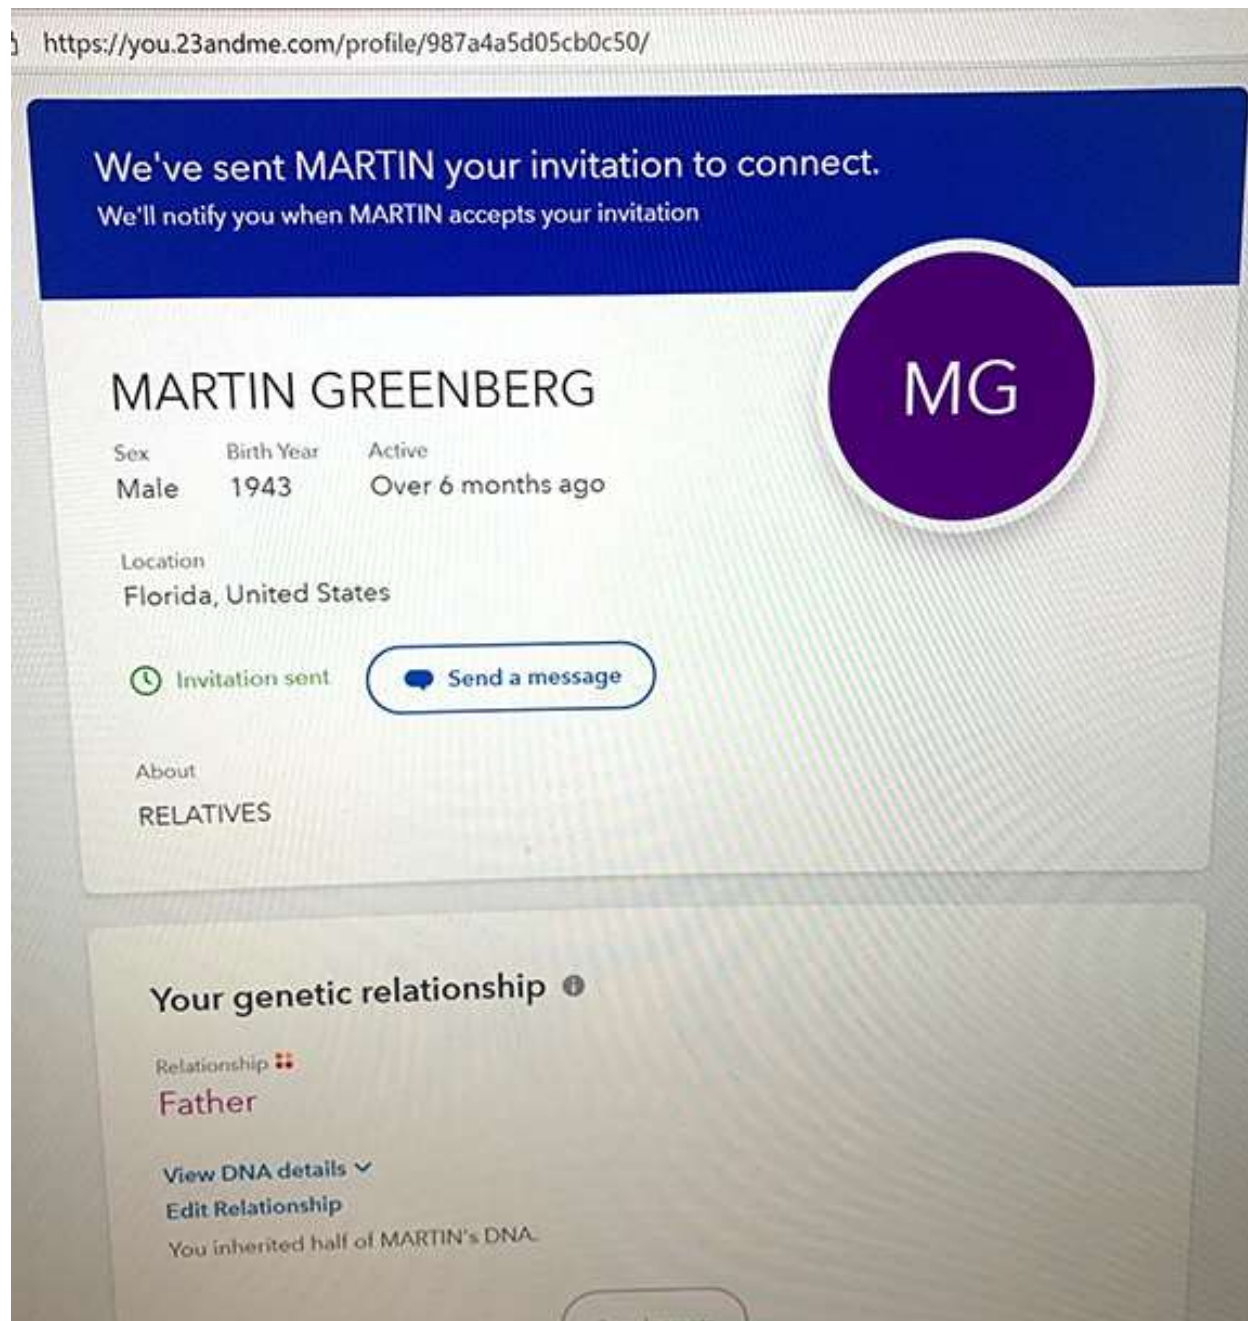 https://you.23andme.com/profile/987a4a5d05cb0c50/
We've sent MARTIN your invitation to connect.
We'll notify you when MARTIN accepts your invitation
MG
MARTIN GREENBERG
Sex Birth Year Active
Male 1943 Over 6 months ago
Location
Florida, United States
Invitation sent Send a message
About
RELATIVES
Your genetic relationship
Relationship
Father
View DNA details
Edit Relationship
You inherited half of MARTIN's DNA.